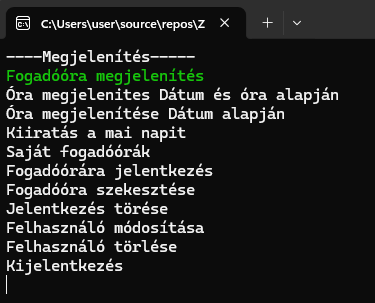 C:\Users\user\source\repos\Z
----Megjelenítés-----
Fogadóóra megjelenítés
Óra megjelenites Dátum és óra alapján
Óra megjelenítése Dátum alapján
Kiiratás a mai napit
Saját fogadóórák
Fogadóórára jelentkezés
Fogadóóra szekesztése
Jelentkezés törése
Felhasználó módosítása
Felhasználó törlése
Kijelentkezés